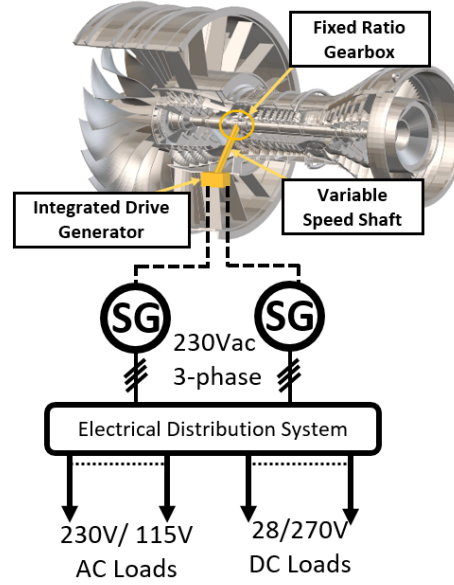 Fixed Ratio
Gearbox
Integrated Drive
Generator
Variable
Speed Shaft
SG
SG
230Vac
3-phase
Electrical Distribution System
230V/ 115V
AC Loads
28/270V
DC Loads